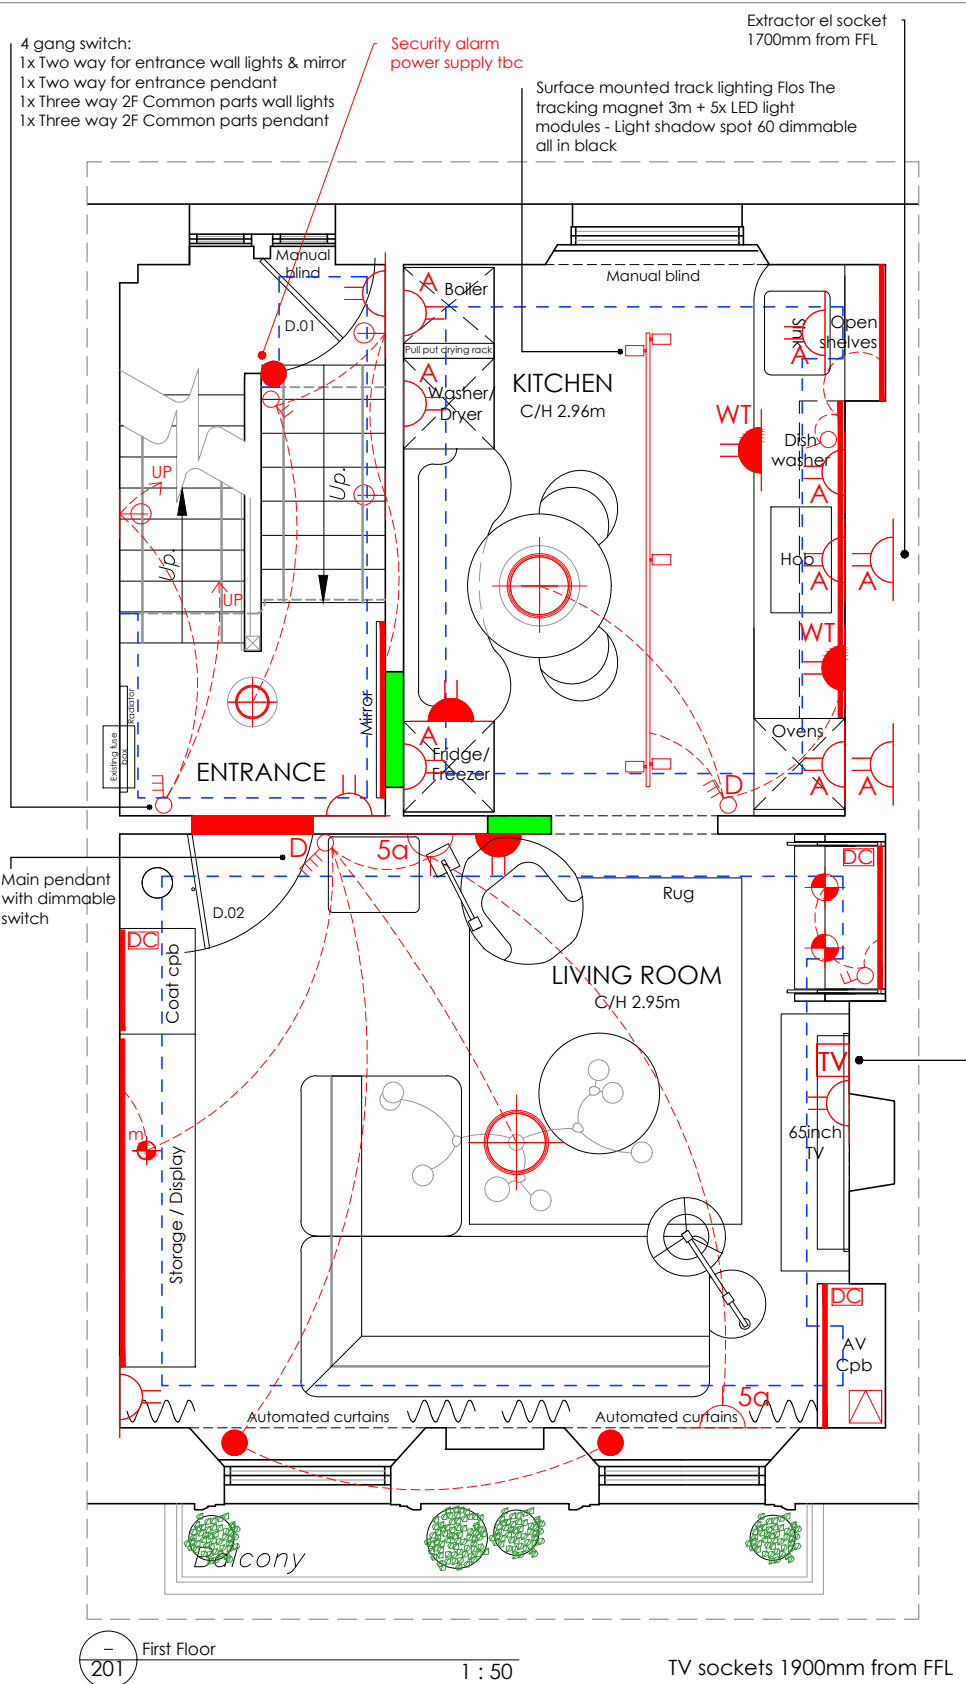 4 gang switch:
1x Two way for entrance wall lights & mirror
1x Two way for entrance pendant
1x Three way 2F Common parts wall lights
1x Three way 2F Common parts pendant
Security alarm
power supply tbc
Extractor el socket
1700mm from FFL
Surface mounted track lighting Flos The
tracking magnet 3m + 5x LED light
modules - Light shadow spot 60 dimmable
all in black
Manual
blind
D.01
A
Boiler
Pull put drying rack
A
Washer/
Dryer
Manual blind
KITCHEN
C/H 2.96m
Sink
Open
shelves
A
WT
Dish
washer
A
Hob
A
A
WT
Ovens
A
A
D
UP
UP
Up.
Up.
Mirror
Radiator
Existing fuse
box
ENTRANCE
A
Fridge/
Freezer
Main pendant
with dimmable
switch
D
5a
D.02
DC
Coat cpb
Rug
DC
LIVING ROOM
C/H 2.95m
TV
65inch
TV
m
Storage / Display
DC
AV
Cpb
5a
Automated curtains
Automated curtains
Balcony
–
201
First Floor
1 : 50
TV sockets 1900mm from FFL